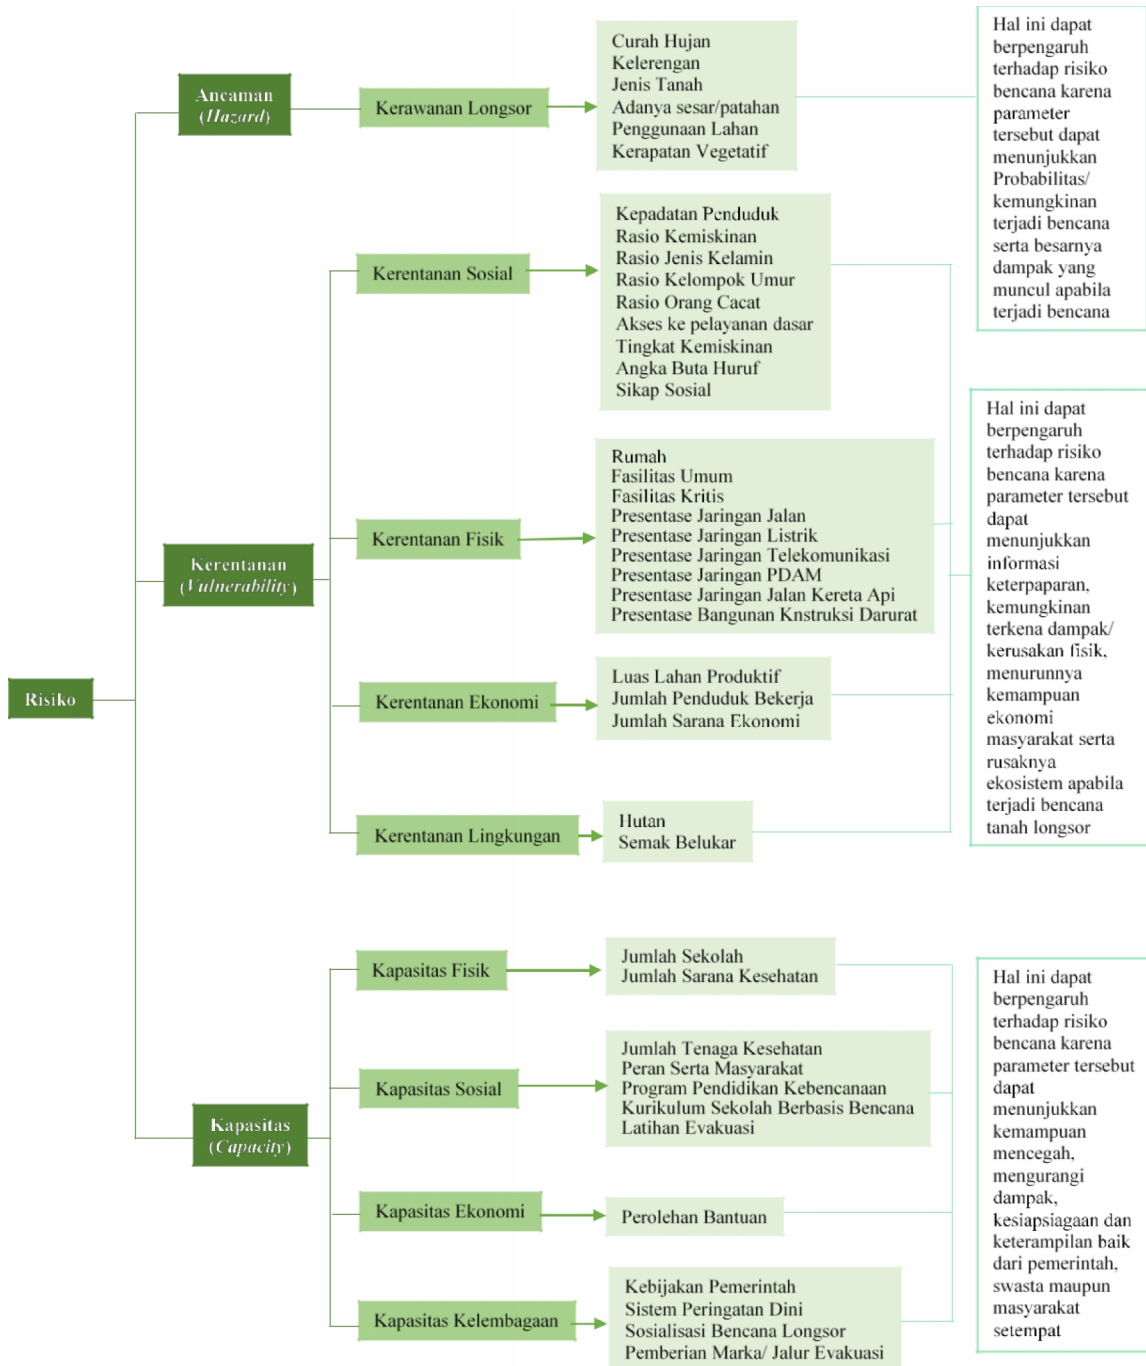 Risiko
Ancaman
(Hazard)
Kerawanan Longsor
Curah Hujan
Kelerengan
Jenis Tanah
Adanya sesar/patahan
Penggunaan Lahan
Kerapatan Vegetatif
Hal ini dapat
berpengaruh
terhadap risiko
bencana karena
parameter
tersebut dapat
menunjukkan
Probabilitas/
kemungkinan
terjadi bencana
serta besarnya
dampak yang
muncul apabila
terjadi bencana
Kerentanan
(Vulnerability)
Kerentanan Sosial
Kepadatan Penduduk
Rasio Kemiskinan
Rasio Jenis Kelamin
Rasio Kelompok Umur
Rasio Orang Cacat
Akses ke pelayanan dasar
Tingkat Kemiskinan
Angka Buta Huruf
Sikap Sosial
Kerentanan Fisik
Rumah
Fasilitas Umum
Fasilitas Kritis
Presentase Jaringan Jalan
Presentase Jaringan Listrik
Presentase Jaringan Telekomunikasi
Presentase Jaringan PDAM
Presentase Jaringan Jalan Kereta Api
Presentase Bangunan Knstruksi Darurat
Kerentanan Ekonomi
Luas Lahan Produktif
Jumlah Penduduk Bekerja
Jumlah Sarana Ekonomi
Kerentanan Lingkungan
Hutan
Semak Belukar
Hal ini dapat
berpengaruh
terhadap risiko
bencana karena
parameter tersebut
dapat
menunjukkan
informasi
keterpaparan,
kemungkinan
terkena dampak/
kerusakan fisik,
menurunnya
kemampuan
ekonomi
masyarakat serta
rusaknya
ekosistem apabila
terjadi bencana
tanah longsor
Kapasitas
(Capacity)
Kapasitas Fisik
Jumlah Sekolah
Jumlah Sarana Kesehatan
Kapasitas Sosial
Jumlah Tenaga Kesehatan
Peran Serta Masyarakat
Program Pendidikan Kebencanaan
Kurikulum Sekolah Berbasis Bencana
Latihan Evakuasi
Kapasitas Ekonomi
Perolehan Bantuan
Kapasitas Kelembagaan
Kebijakan Pemerintah
Sistem Peringatan Dini
Sosialisasi Bencana Longsor
Pemberian Marka/ Jalur Evakuasi
Hal ini dapat
berpengaruh
terhadap risiko
bencana karena
parameter tersebut
dapat
menunjukkan
kemampuan
mencegah,
mengurangi
dampak,
kesiapsiagaan dan
keterampilan baik
dari pemerintah,
swasta maupun
masyarakat
setempat